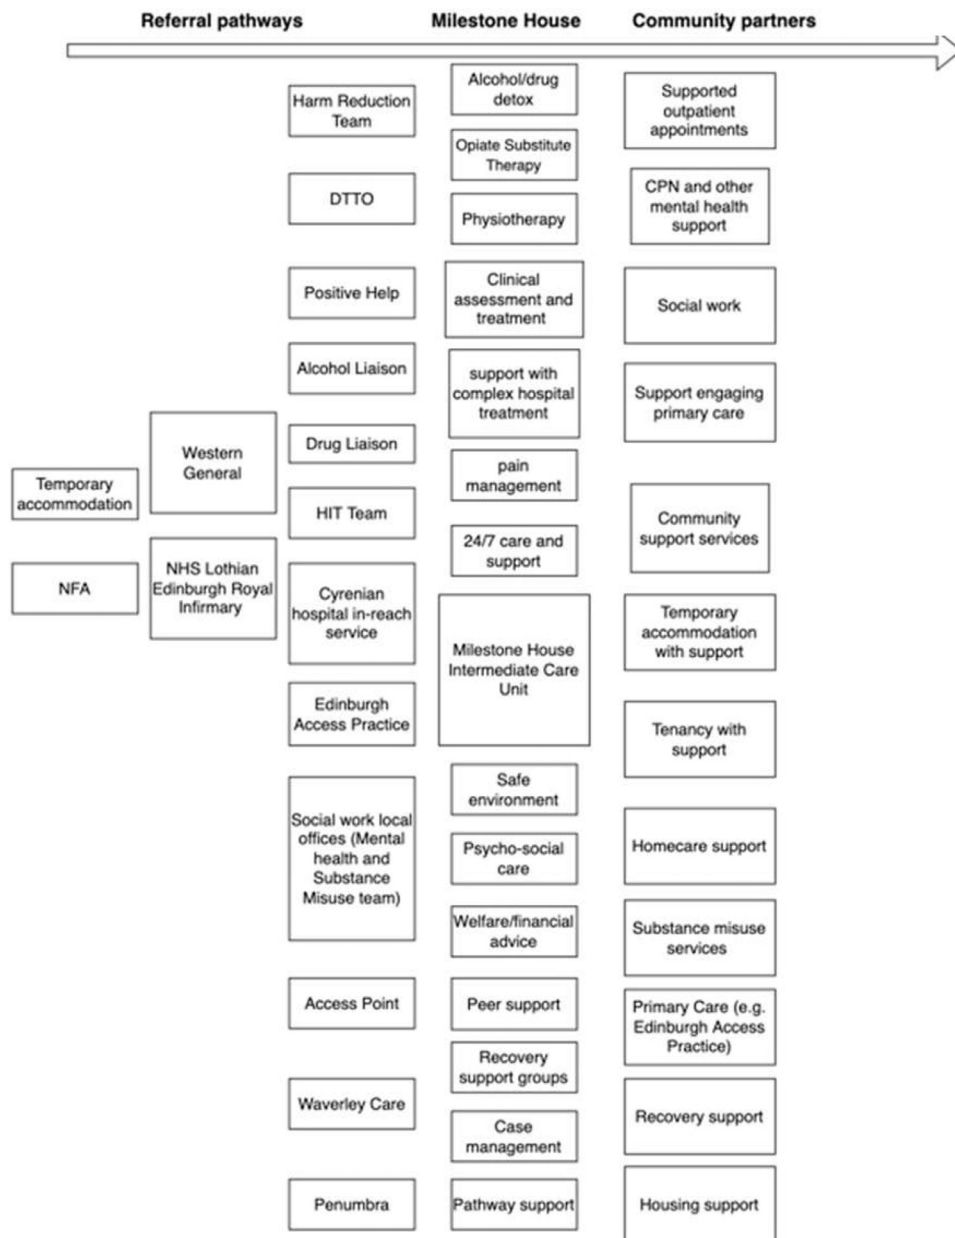 Referral pathways
Milestone House
Community partners
Temporary
accommodation
NFA
Western
General
NHS Lothian
Edinburgh Royal
Infirmary
Harm Reduction
Team
DTTO
Positive Help
Alcohol Liaison
Drug Liaison
HIT Team
Cyrenian
hospital in-reach
service
Edinburgh
Access Practice
Social work local
offices (Mental
health and
Substance
Misuse team)
Access Point
Waverley Care
Penumbra
Alcohol/drug
detox
Opiate Substitute
Therapy
Physiotherapy
Clinical
assessment and
treatment
support with
complex hospital
treatment
pain
management
24/7 care and
support
Milestone House
Intermediate Care
Unit
Safe
environment
Psycho-social
care
Welfare/financial
advice
Peer support
Recovery
support groups
Case
management
Pathway support
Supported
outpatient
appointments
CPN and other
mental health
support
Social work
Support engaging
primary care
Community
support services
Temporary
accommodation
with support
Tenancy with
support
Homecare support
Substance misuse
services
Primary Care (e.g.
Edinburgh Access
Practice)
Recovery support
Housing support